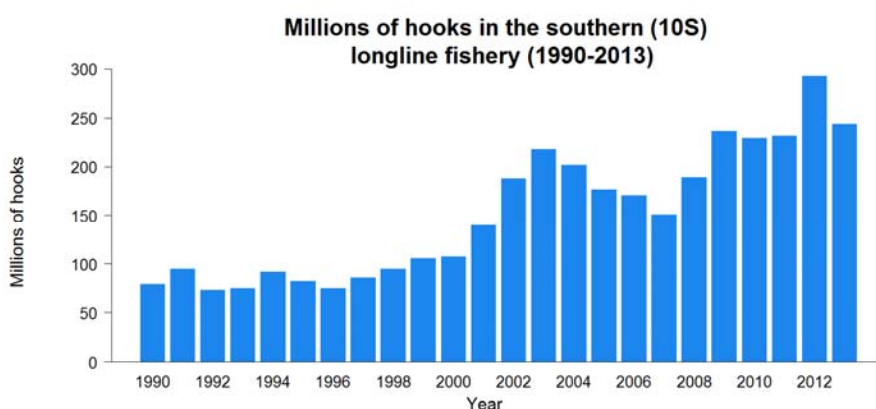 Millions of hooks in the southern (10S)
longline fishery (1990-2013)
Millions of hooks
300
250
200
150
100
50
0
1990 1992 1994 1996 1998 2000 2002 2004 2006 2008 2010 2012
Year